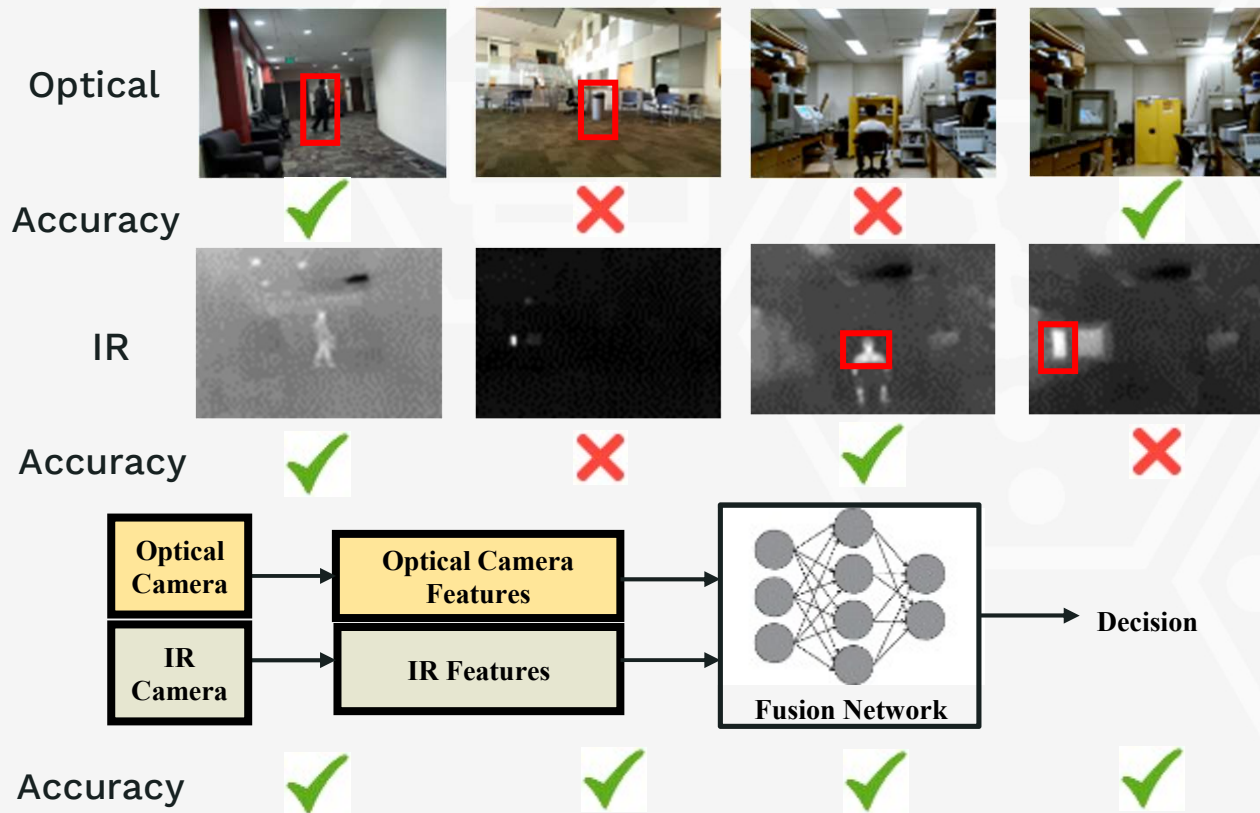 Optical
Accuracy
IR
Accuracy
Optical
Camera
Optical Camera
Features
IR
Camera
IR Features
Fusion Network
Decision
Accuracy